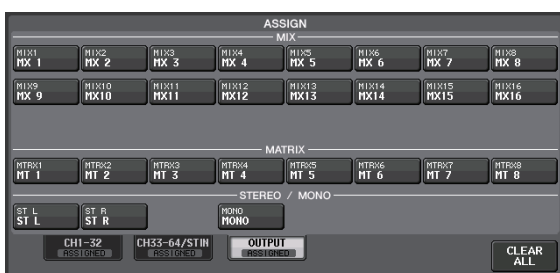 ASSIGN
MIX
MIX1 MIX2 MIX3 MIX4 MIX5 MIX6 MIX7 MIX8
MX 1 MX 2 MX 3 MX 4 MX 5 MX 6 MX 7 MX 8
MIX9 MIX10 MIX11 MIX12 MIX13 MIX14 MIX15 MIX16
MX 9 MX10 MX11 MX12 MX13 MX14 MX15 MX16
MATRIX
MTRX1 MTRX2 MTRX3 MTRX4 MTRX5 MTRX6 MTRX7 MTRX8
MT 1 MT 2 MT 3 MT 4 MT 5 MT 6 MT 7 MT 8
STEREO / MONO
ST L ST R MONO
ST L ST R MONO
CH1-32 CH33-64/STIN OUTPUT
ASSIGNED ASSIGNED ASSIGNED
CLEAR
ALL